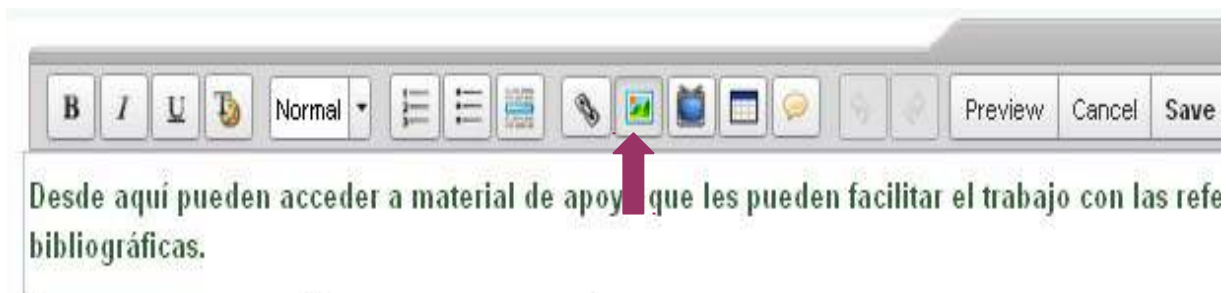 B I U T Normal Preview Cancel Save
Desde aquí pueden acceder a material de que les pueden facilitar el trabajo con las refe
bibliográficas.